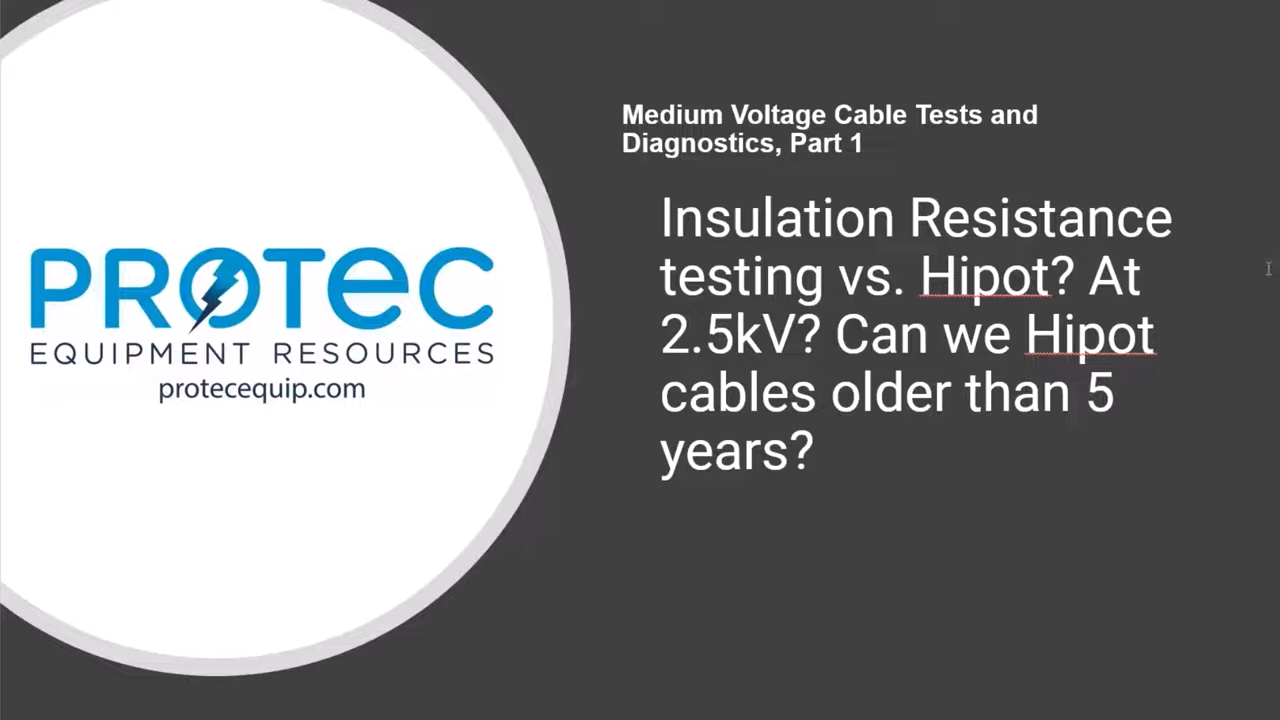 PROTEC
EQUIPMENT RESOURCES
protecequip.com
Medium Voltage Cable Tests and
Diagnostics, Part 1
Insulation Resistance
testing vs. Hipot? At
2.5kV? Can we Hipot
cables older than 5
years?